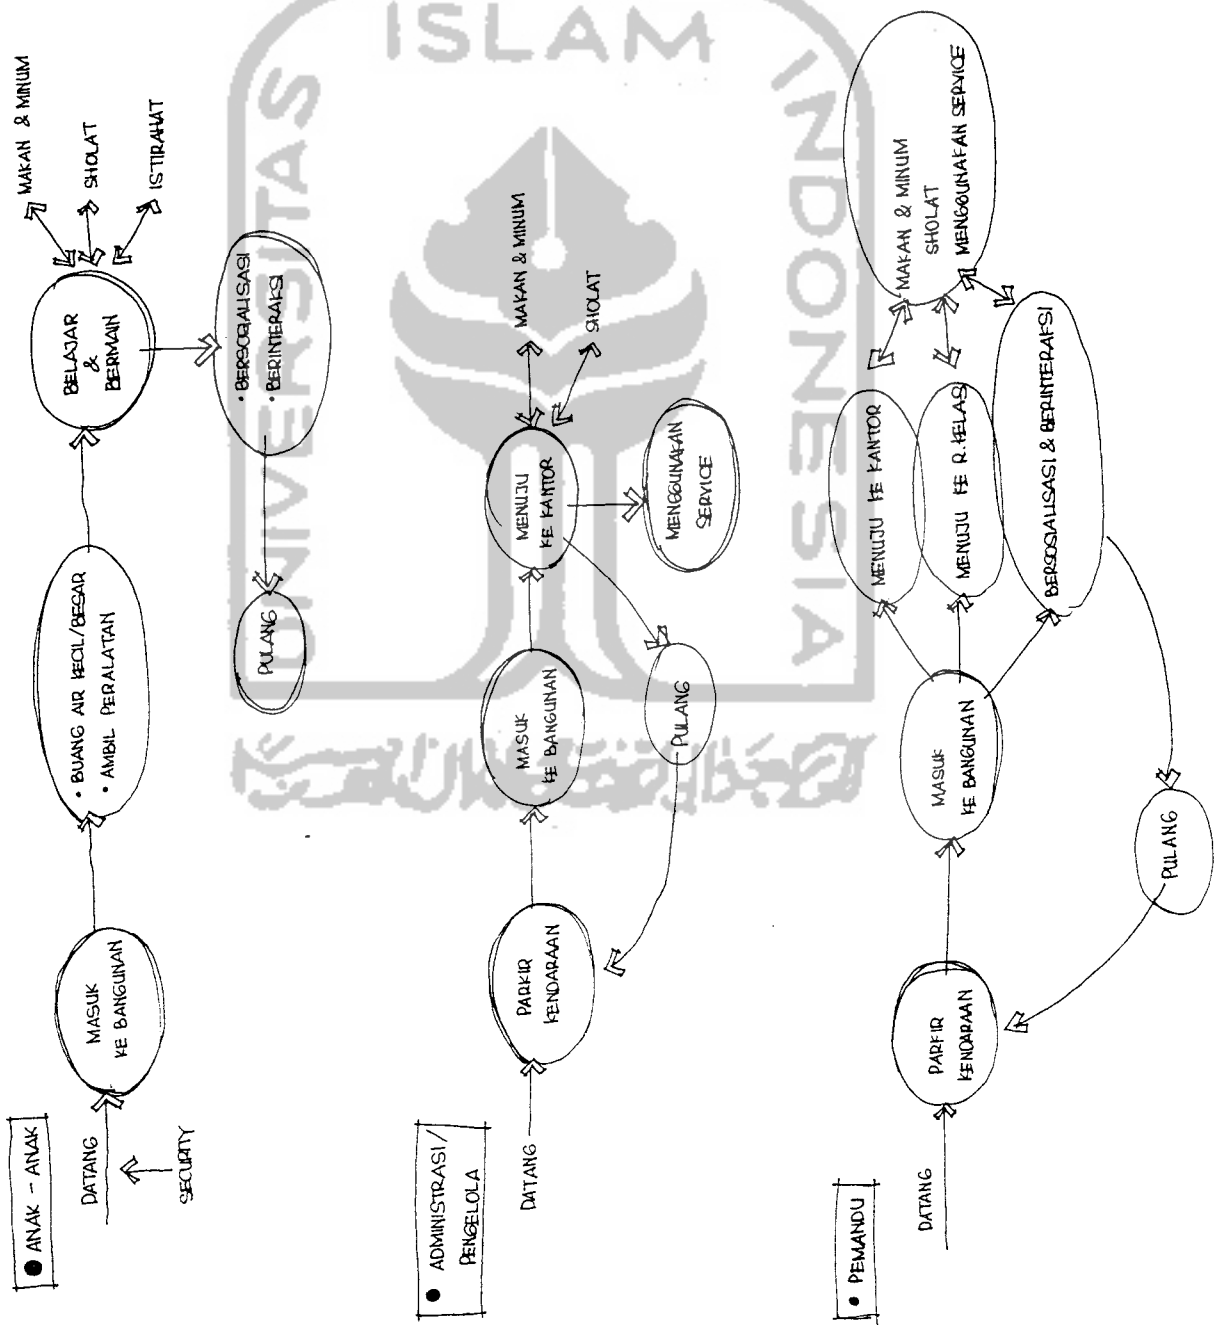 ● ANAK - ANAK
DATANG
SECURITY
MASUK
KE BANGUNAN
• BUANG AIR KECIL/BESAR
• AMBIL PERALATAN
BELAJAR
&
BERMAIN
MAKAN & MINUM
SHOLAT
ISTIRAHAT
• BERSOSIALISASI
• BERINTERAKSI
PULANG
● ADMINISTRASI/
PENGELOLA
DATANG
PARKIR
KENDARAAN
MASUK
KE BANGUNAN
MENUJU
KE KANTOR
MAKAN & MINUM
SHOLAT
MENGGUNAKAN
SERVICE
PULANG
• PEMANDU
DATANG
PARKIR
KENDARAAN
MASUK
KE BANGUNAN
MENUJU KE KANTOR
MENUJU KE R.KELAS
BERSOSIALISASI & BERINTERAKSI
MAKAN & MINUM
SHOLAT
MENGGUNAKAN SERVICE
PULANG
UNIVERSITAS
ISLAM
INDONESIA